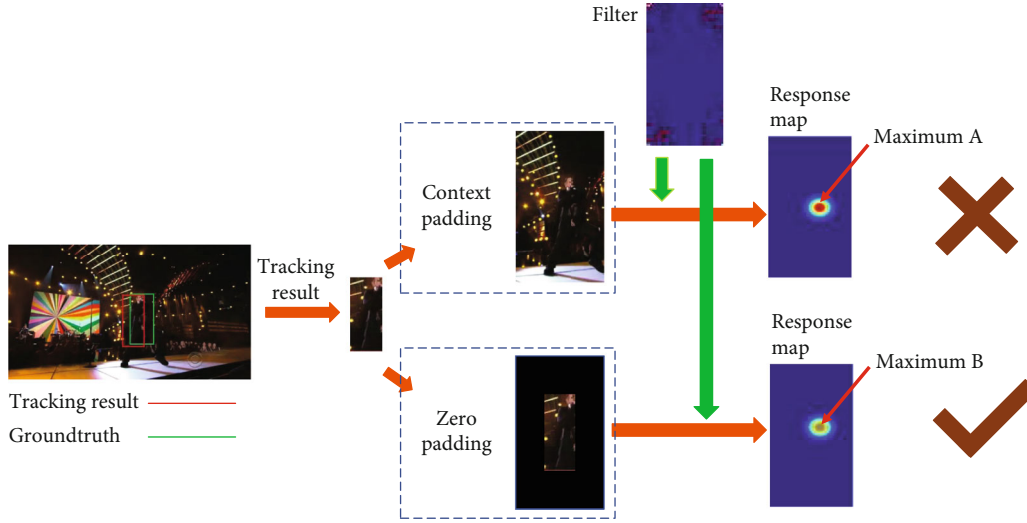 Filter
Response
map
Maximum A
Context
padding
Tracking
result
Response
map
Maximum B
Tracking result
Groundtruth
Zero
padding